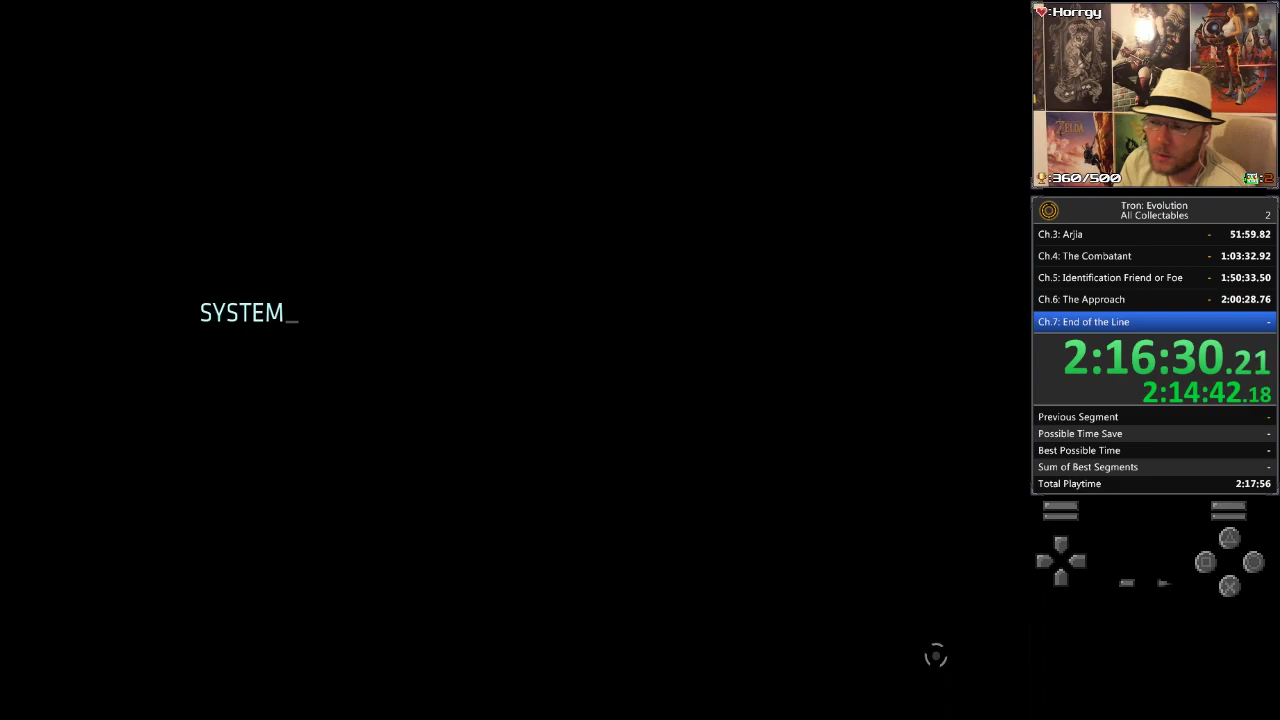 SYSTEM_
:Horrgy
ZELDA
:360/500
:2
Tron: Evolution
All Collectables
2
Ch.3: Arjia - 51:59.82
Ch.4: The Combatant - 1:03:32.92
Ch.5: Identification Friend or Foe - 1:50:33.50
Ch.6: The Approach - 2:00:28.76
Ch.7: End of the Line -
2:16:30.21
2:14:42.18
Previous Segment -
Possible Time Save -
Best Possible Time -
Sum of Best Segments -
Total Playtime 2:17:56